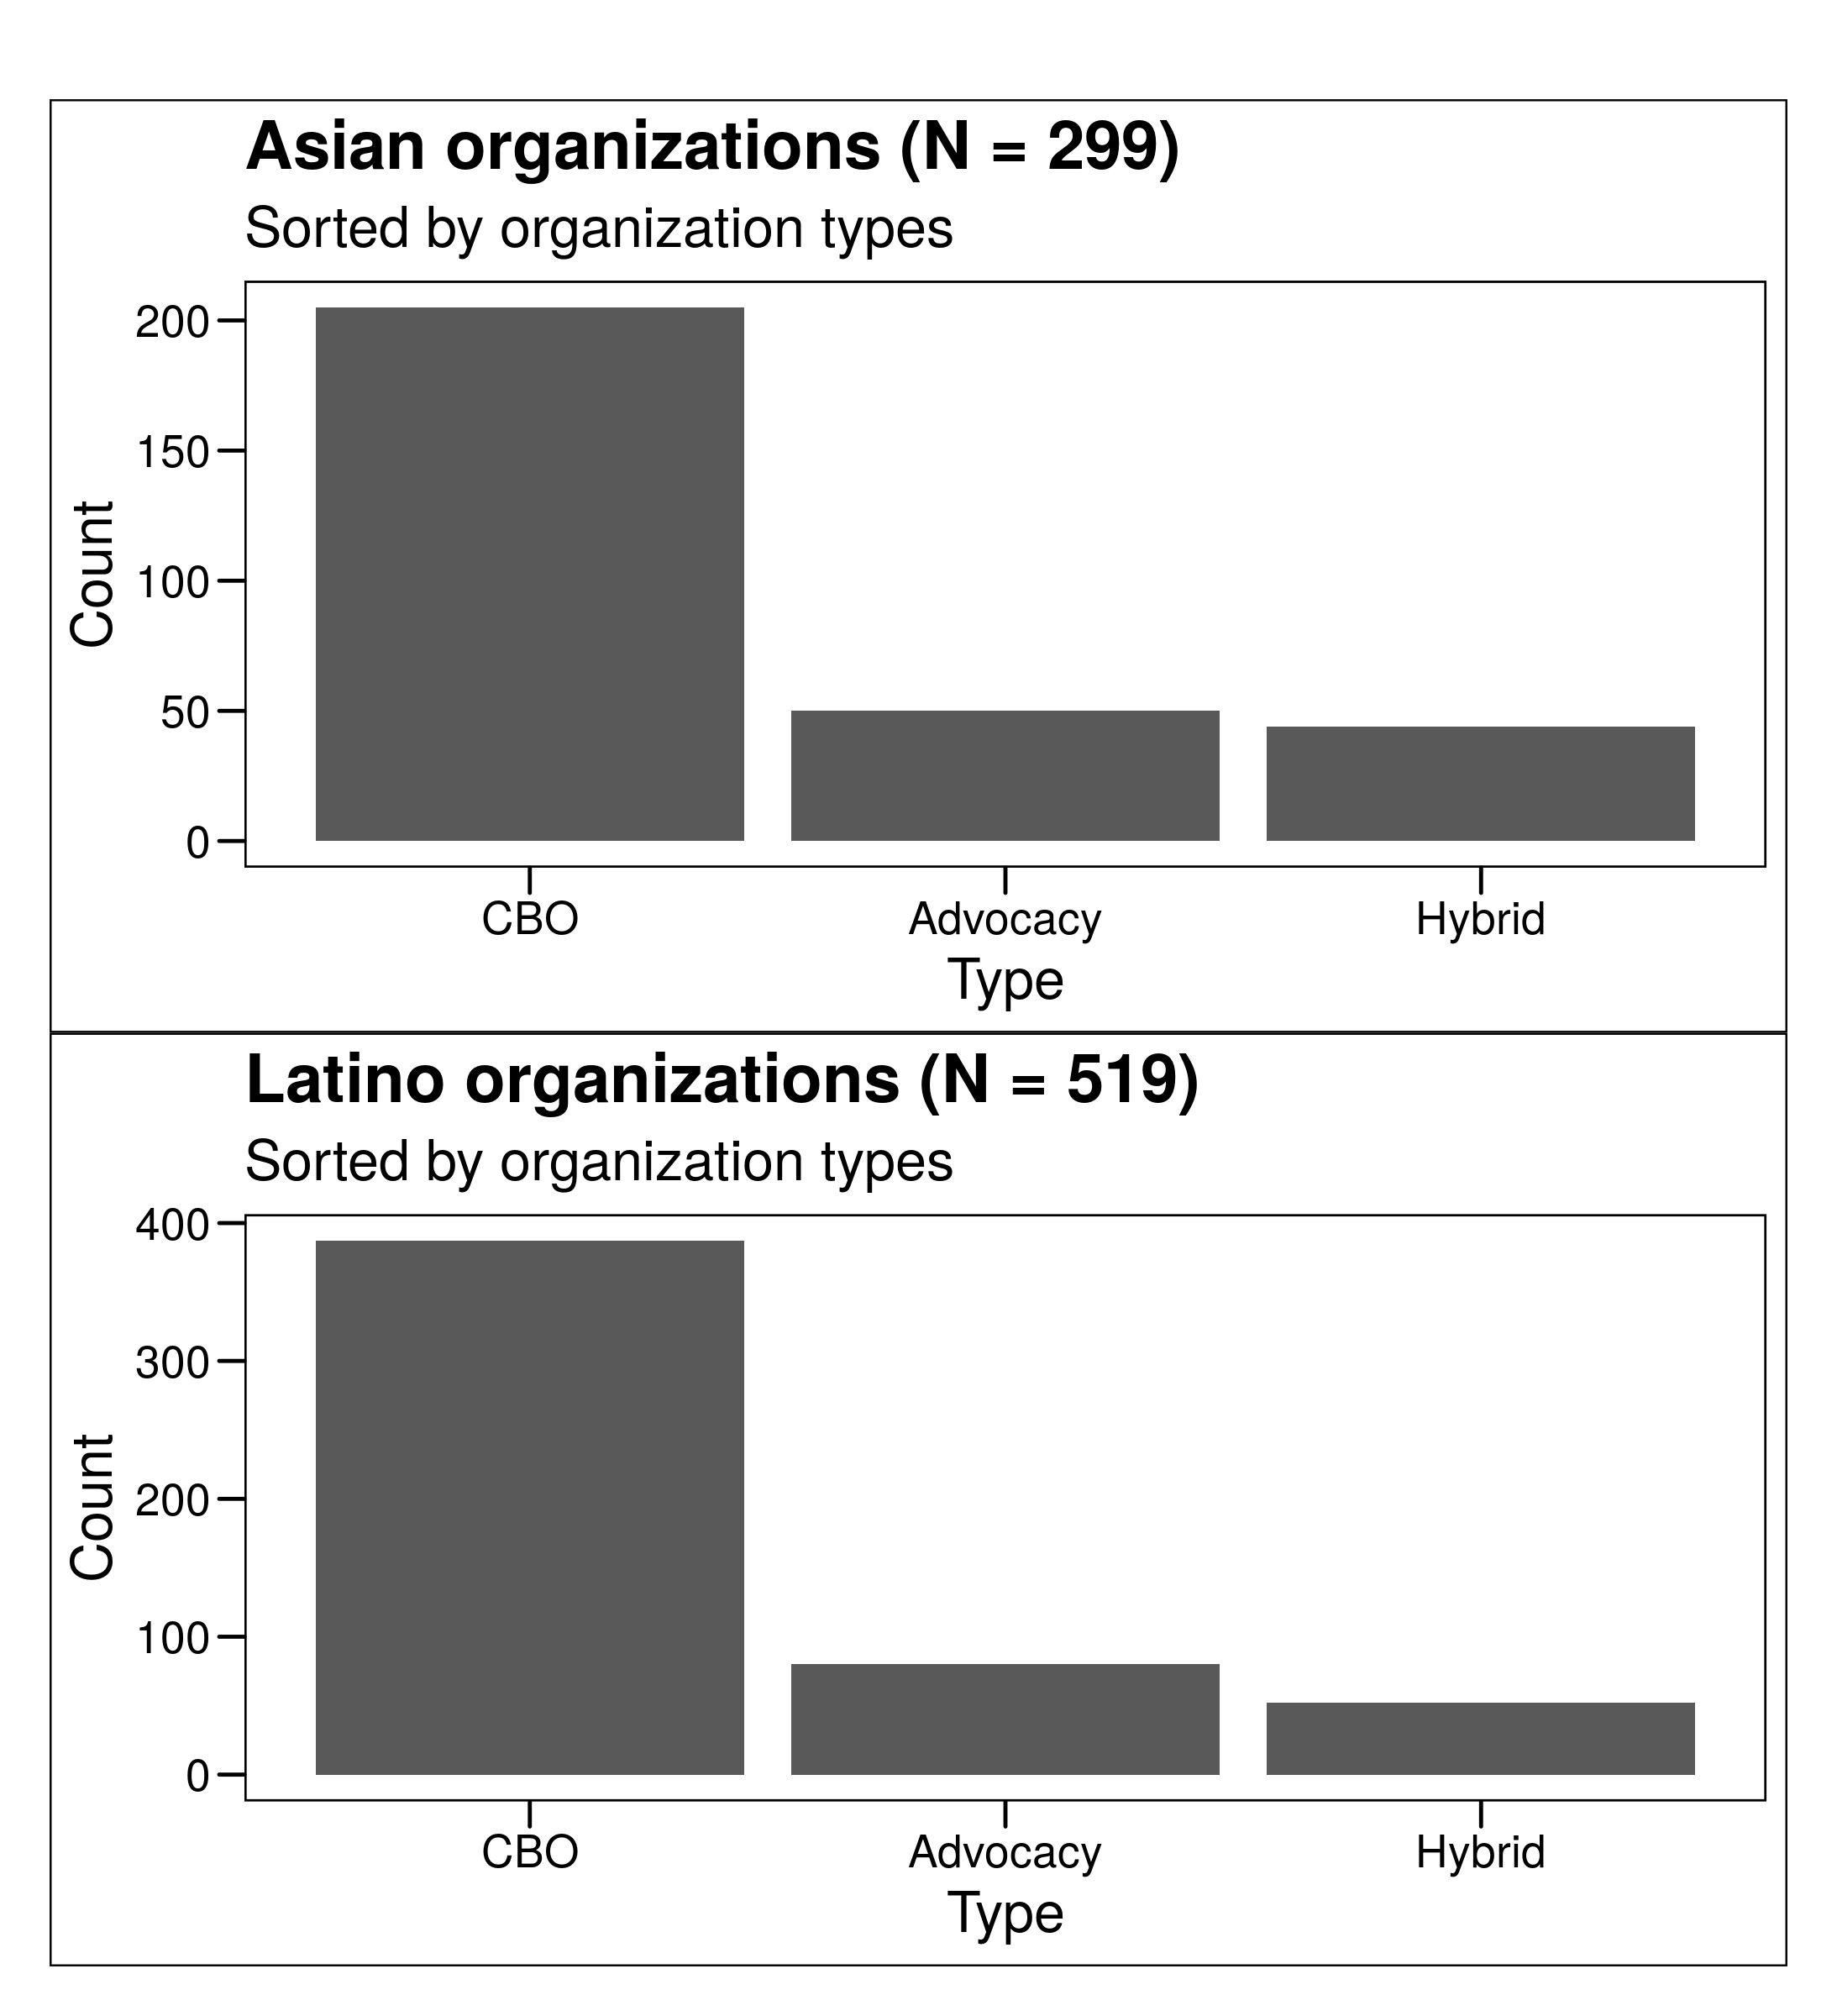 Asian organizations (N = 299)
Sorted by organization types
Count
200
150
100
50
0
CBO Advocacy Hybrid
Type
Latino organizations (N = 519)
Sorted by organization types
Count
400
300
200
100
0
CBO Advocacy Hybrid
Type